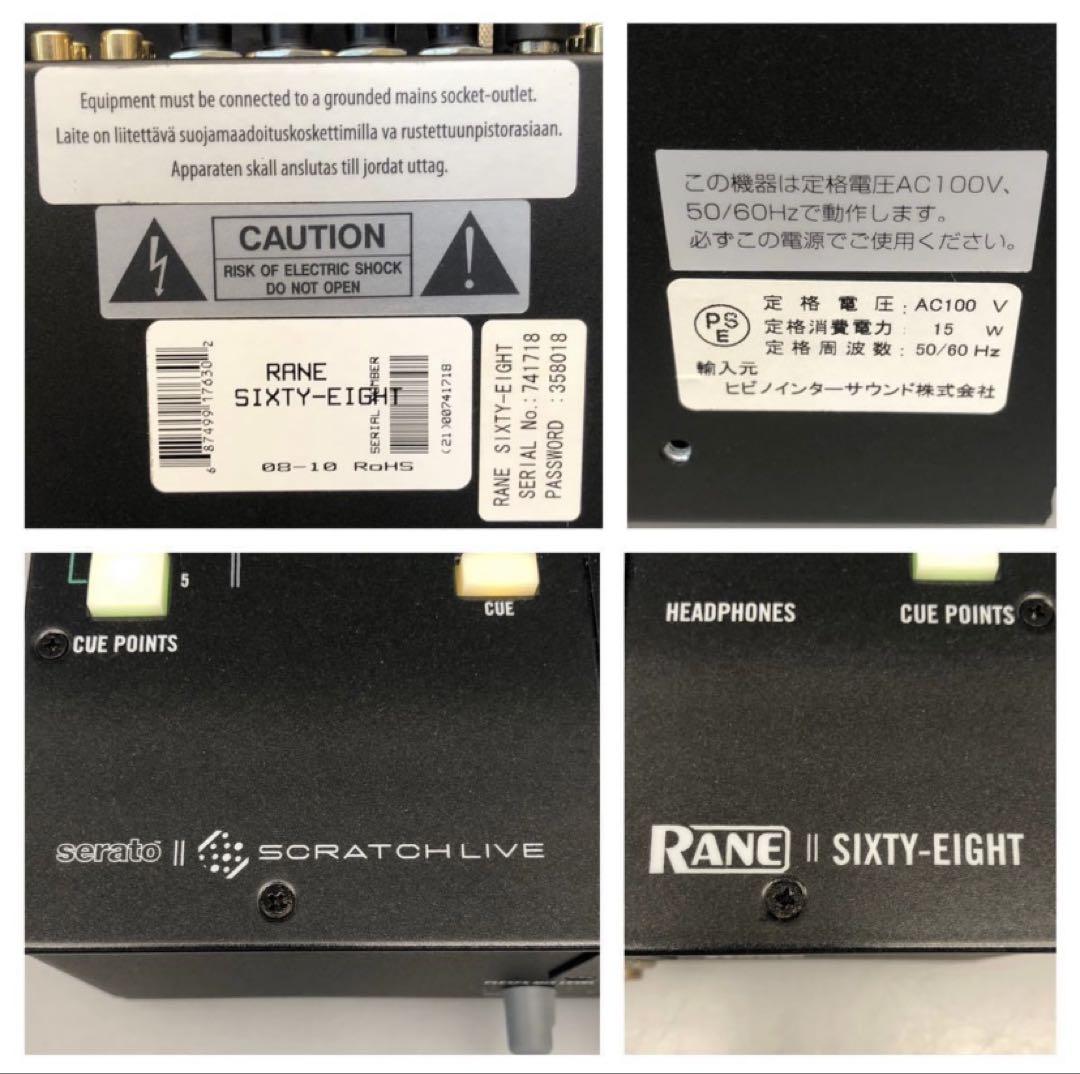 Equipment must be connected to a grounded mains socket-outlet.
Laite on liitettävä suojamaadoituskoskettimilla va rustettuunpistorasiaan.
Apparaten skall anslutas till jordat uttag.
CAUTION
RISK OF ELECTRIC SHOCK
DO NOT OPEN
RANE
SIXTY-EIGHT
6 87499 17630 2
SERIAL NUMBER
(21)00741718
08-10 RoHS
RANE SIXTY-EIGHT
SERIAL No.:741718
PASSWORD :358018
この機器は定格電圧AC100V、
50/60Hzで動作します。
必ずこの電源でご使用ください。
PSE
定格電圧: AC100 V
定格消費電力: 15 W
定格周波数: 50/60 Hz
輸入元
ヒビノインターサウンド株式会社
5
CUE
CUE POINTS
serato || SCRATCH LIVE
HEADPHONES
CUE POINTS
RANE || SIXTY-EIGHT